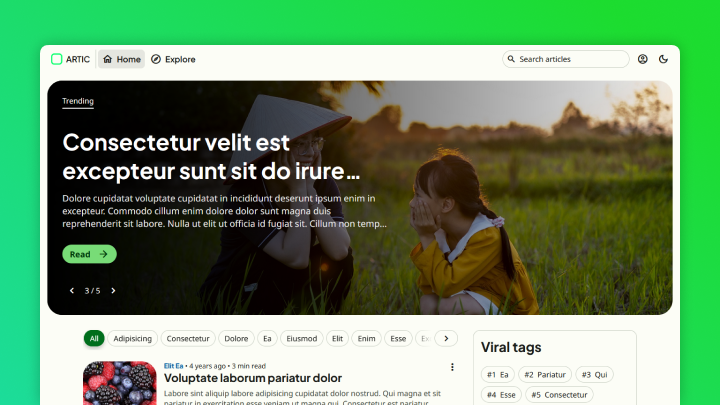 ARTIC
Home
Explore
Search articles
Trending
Consectetur velit est
excepteur sunt sit do irure...
Dolore cupidatat voluptate cupidatat in incididunt deserunt ipsum enim in
excepteur. Commodo cillum enim dolore dolor sunt magna duis
reprehenderit sit labore. Nulla ut elit ut officia id fugiat sit. Cillum non temp...
Read
3 / 5
All
Adipisicing
Consectetur
Dolore
Ea
Eiusmod
Elit
Enim
Esse
Viral tags
#1 Ea
#2 Pariatur
#3 Qui
#4 Esse
#5 Consectetur
Elit Ea • 4 years ago • 3 min read
Voluptate laborum pariatur dolor
Labore sint aliquip labore adipisicing cupidatat dolor nostrud. Qui magna et sit
pariatur in exercitation esse veniam ut magna qui. Consectetur est pariatur